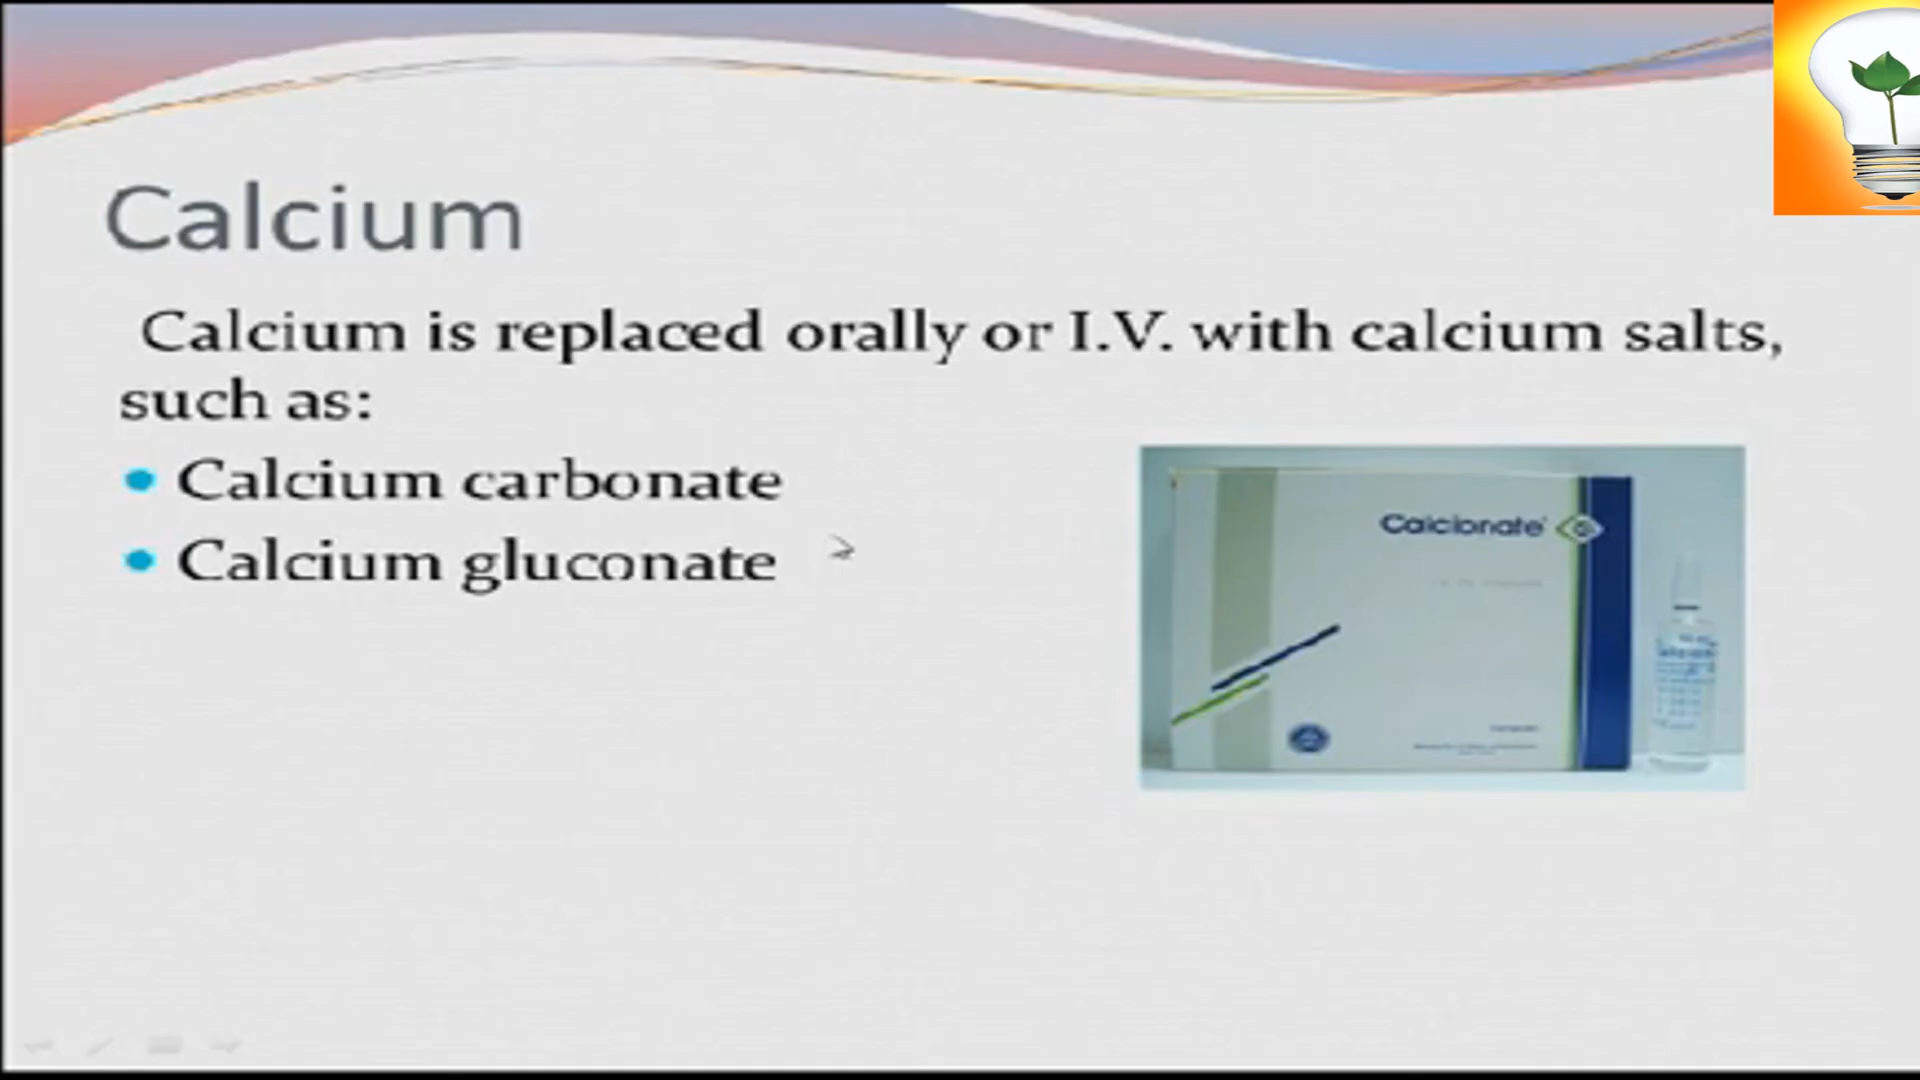 Calcium
Calcium is replaced orally or I.V. with calcium salts,
such as:
Calcium carbonate
Calcium gluconate
Calcionate